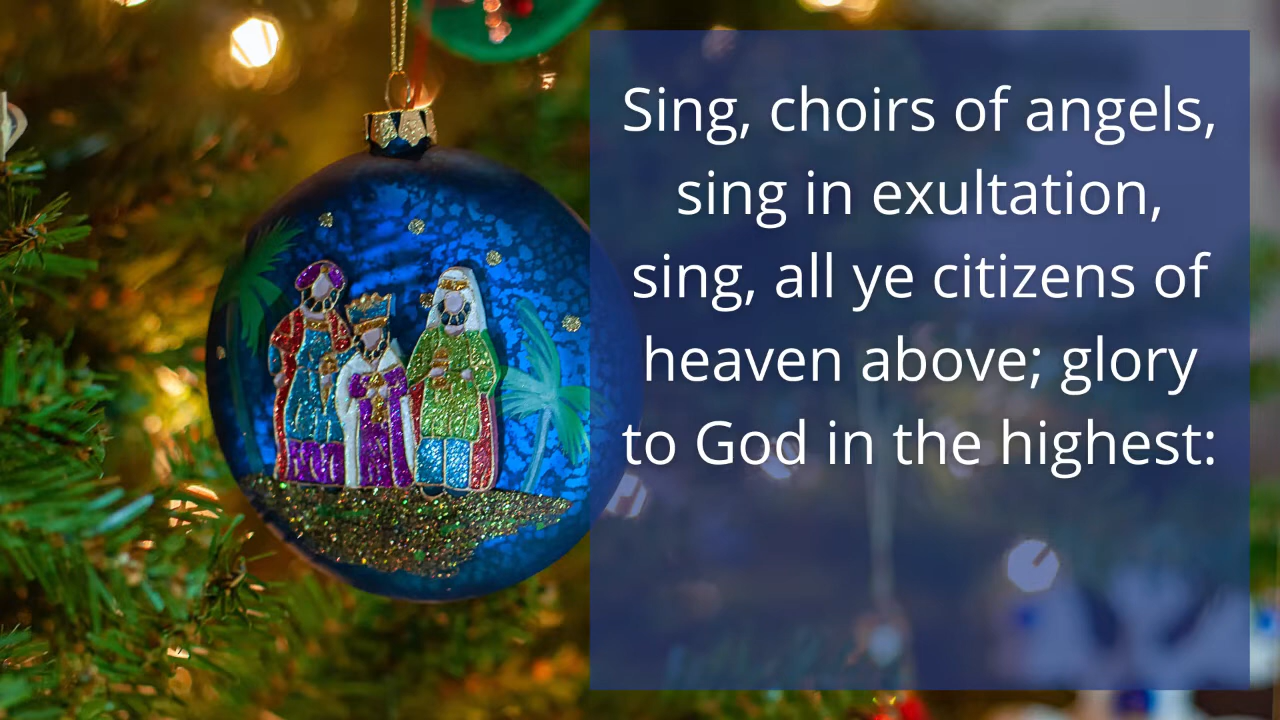 Sing, choirs of angels,
sing in exultation,
sing, all ye citizens of
heaven above; glory
to God in the highest: